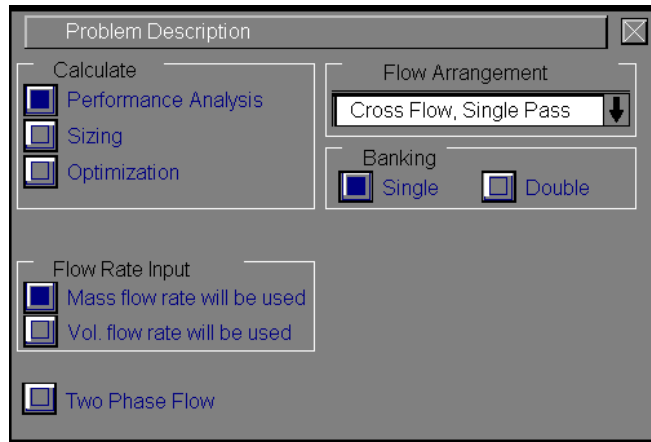 Problem Description
Calculate
Performance Analysis
Sizing
Optimization
Flow Arrangement
Cross Flow, Single Pass
Banking
Single Double
Flow Rate Input
Mass flow rate will be used
Vol. flow rate will be used
Two Phase Flow